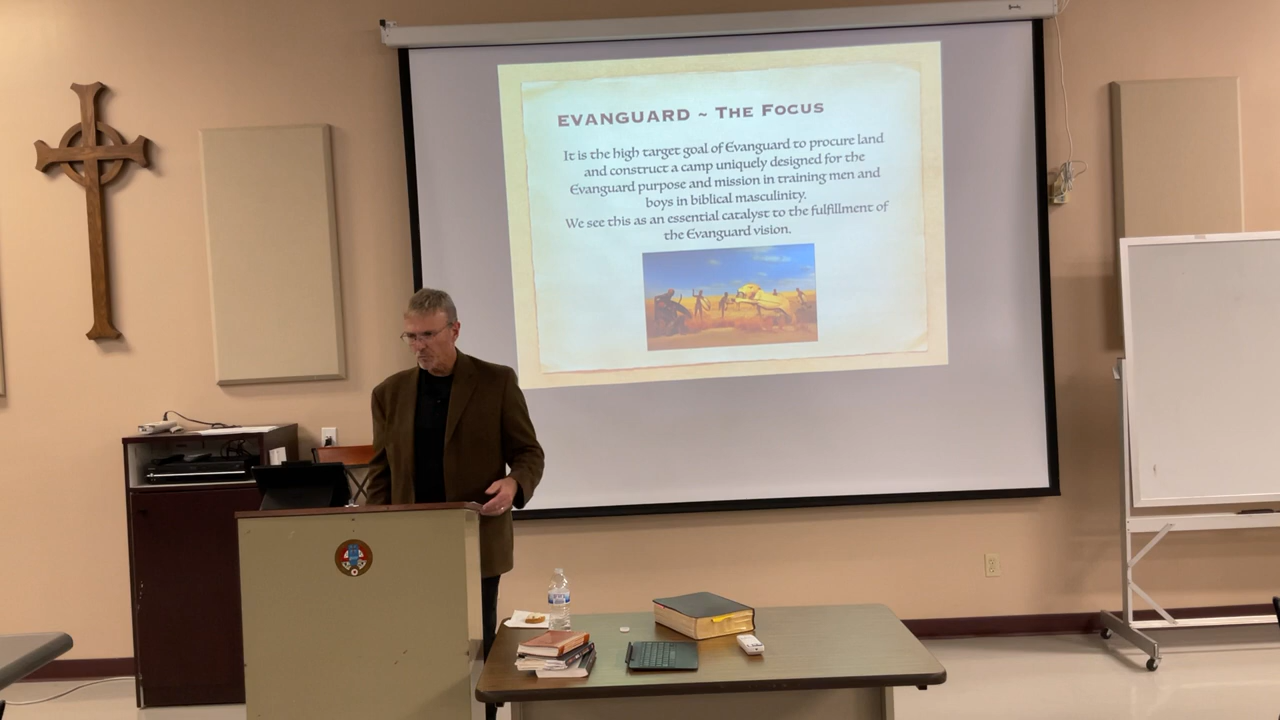 EVANGUARD ~ THE FOCUS
It is the high target goal of Evanguard to procure land
and construct a camp uniquely designed for the
Evanguard purpose and mission in training men and
boys in biblical masculinity.
We see this as an essential catalyst to the fulfillment of
the Evanguard vision.